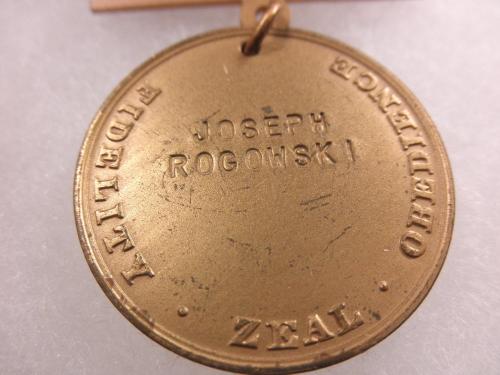 JOSEPH
ROGOWSKI
FIDELITY · ZEAL · OBEDIENCE